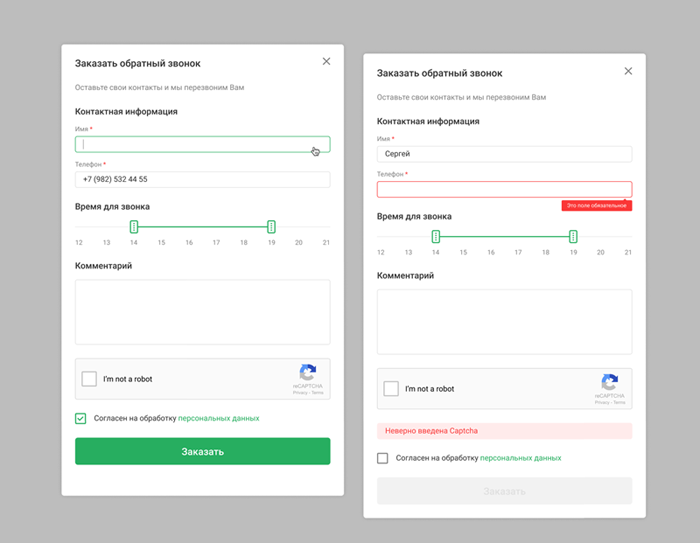 Заказать обратный звонок
Оставьте свои контакты и мы перезвоним Вам
Контактная информация
Имя *
Телефон *
+7 (982) 532 44 55
Время для звонка
12 13 14 15 16 17 18 19 20 21
Комментарий
I'm not a robot
reCAPTCHA
Privacy - Terms
Согласен на обработку персональных данных
Заказать
Заказать обратный звонок
Оставьте свои контакты и мы перезвоним Вам
Контактная информация
Имя *
Сергей
Телефон *
Это поле обязательное
Время для звонка
12 13 14 15 16 17 18 19 20 21
Комментарий
I'm not a robot
reCAPTCHA
Privacy - Terms
Неверно введена Captcha
Согласен на обработку персональных данных
Заказать